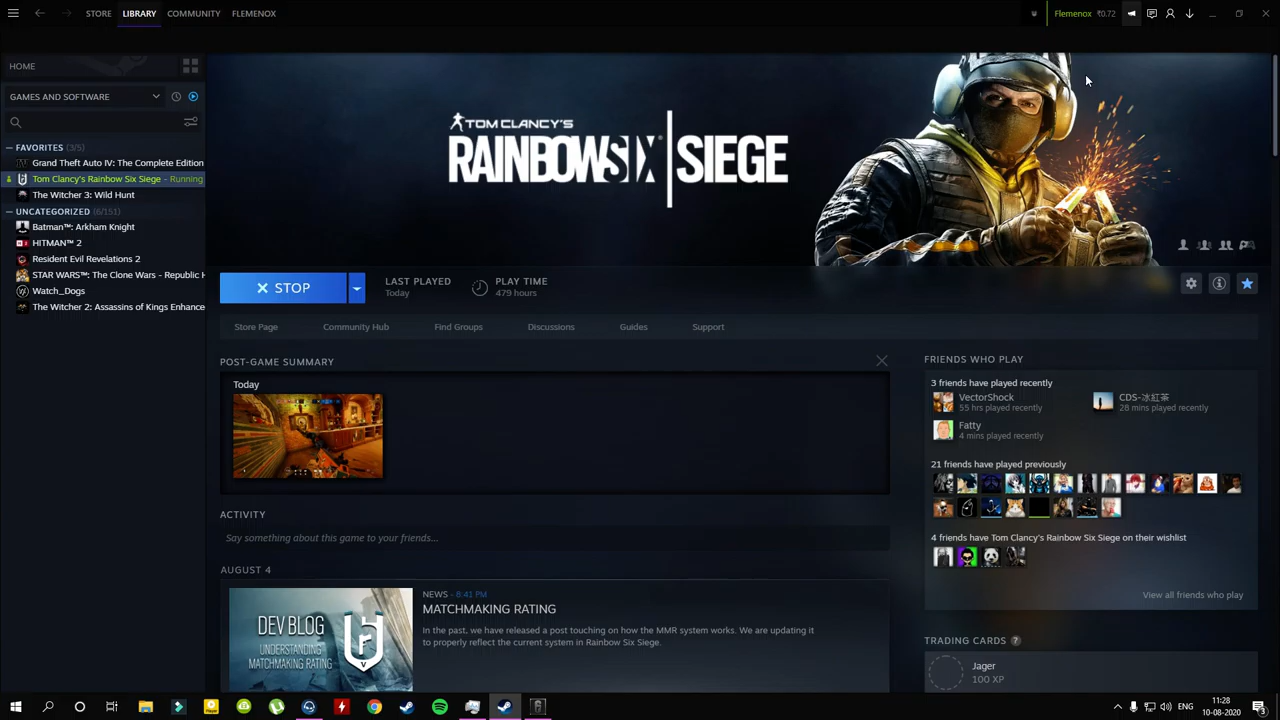 STORE LIBRARY COMMUNITY FLEMENOX
Flemenox ₹0.72
HOME
GAMES AND SOFTWARE
FAVORITES (3/5)
Grand Theft Auto IV: The Complete Edition
Tom Clancy's Rainbow Six Siege - Running
The Witcher 3: Wild Hunt
UNCATEGORIZED (6/151)
Batman™: Arkham Knight
HITMAN™ 2
Resident Evil Revelations 2
STAR WARS™: The Clone Wars - Republic H
Watch_Dogs
The Witcher 2: Assassins of Kings Enhance
TOM CLANCY'S
RAINBOWSIX SIEGE
STOP
LAST PLAYED
Today
PLAY TIME
479 hours
Store Page Community Hub Find Groups Discussions Guides Support
POST-GAME SUMMARY
Today
ACTIVITY
Say something about this game to your friends...
AUGUST 4
DEV BLOG
UNDERSTANDING
MATCHMAKING RATING
NEWS - 8:41 PM
MATCHMAKING RATING
In the past, we have released a post touching on how the MMR system works. We are updating it
to properly reflect the current system in Rainbow Six Siege.
FRIENDS WHO PLAY
3 friends have played recently
VectorShock
55 hrs played recently
CDS-冰紅茶
28 mins played recently
Fatty
4 mins played recently
21 friends have played previously
4 friends have Tom Clancy's Rainbow Six Siege on their wishlist
View all friends who play
TRADING CARDS ?
Jager
100 XP
ENG
11:28
10-08-2020